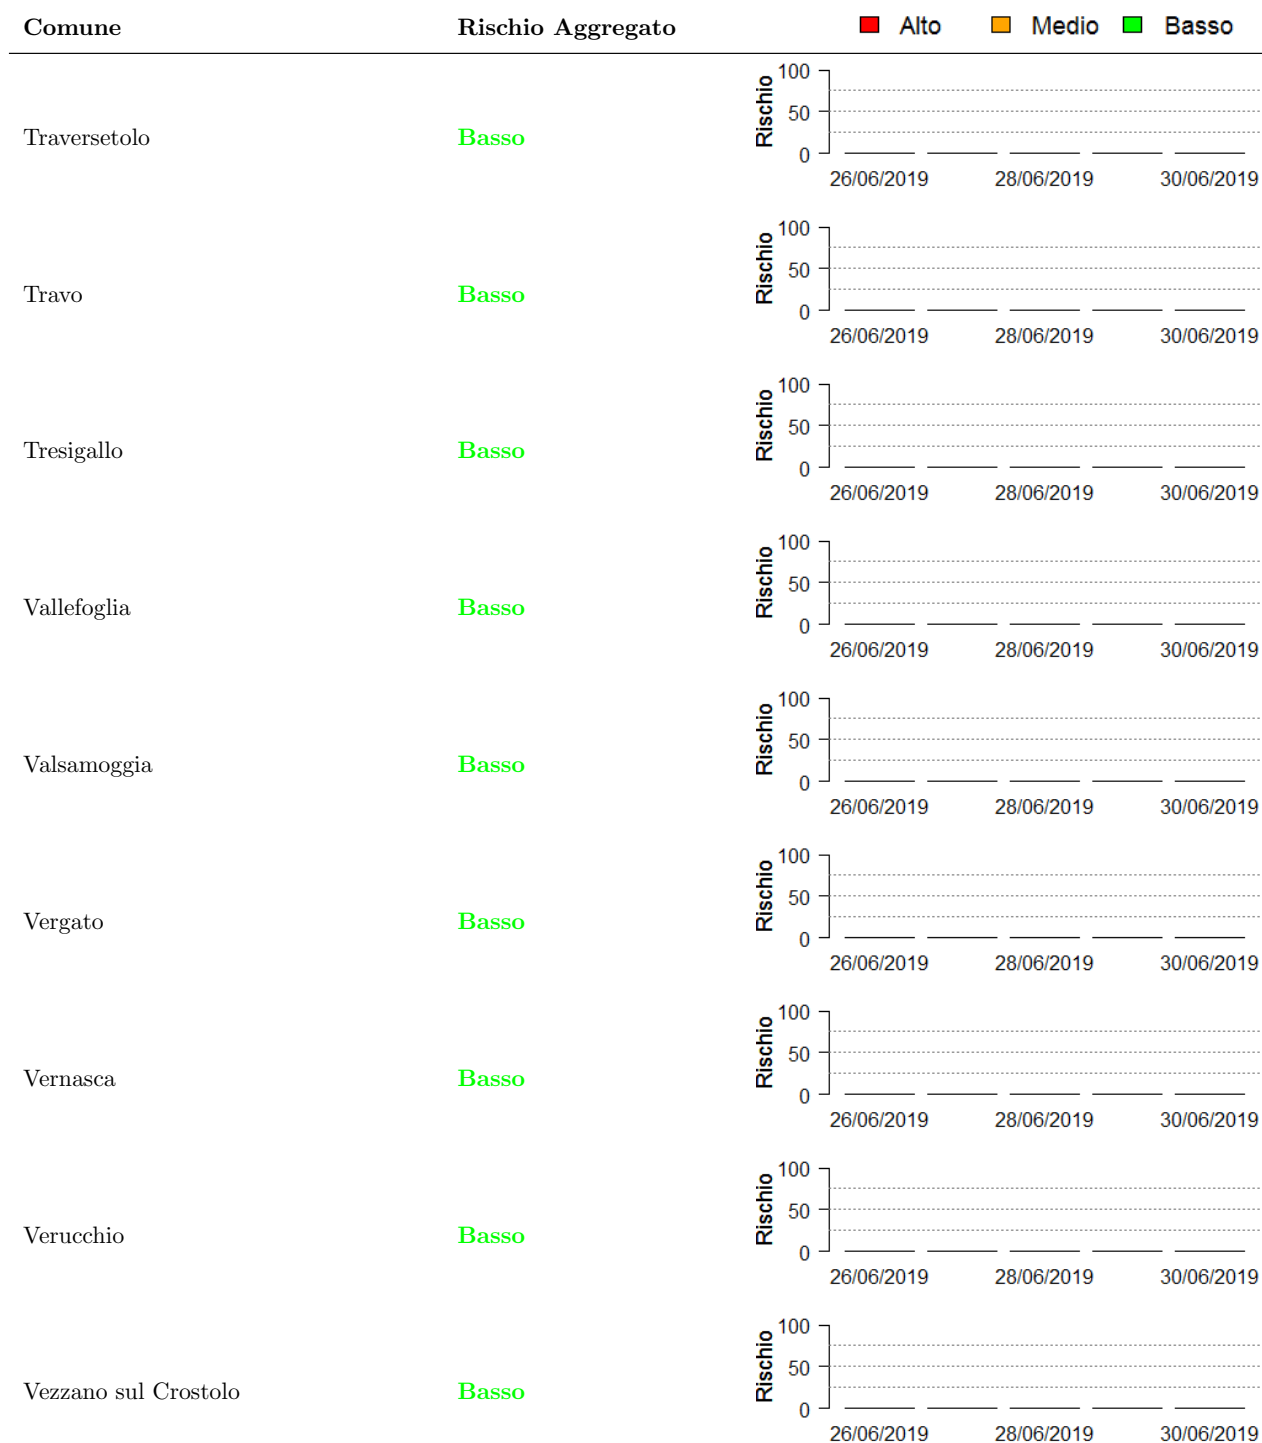 Comune Rischio Aggregato Alto Medio Basso
Traversetolo Basso Rischio 100 50 0
26/06/2019 28/06/2019 30/06/2019
Travo Basso Rischio 100 50 0
26/06/2019 28/06/2019 30/06/2019
Tresigallo Basso Rischio 100 50 0
26/06/2019 28/06/2019 30/06/2019
Vallefoglia Basso Rischio 100 50 0
26/06/2019 28/06/2019 30/06/2019
Valsamoggia Basso Rischio 100 50 0
26/06/2019 28/06/2019 30/06/2019
Vergato Basso Rischio 100 50 0
26/06/2019 28/06/2019 30/06/2019
Vernasca Basso Rischio 100 50 0
26/06/2019 28/06/2019 30/06/2019
Verucchio Basso Rischio 100 50 0
26/06/2019 28/06/2019 30/06/2019
Vezzano sul Crostolo Basso Rischio 100 50 0
26/06/2019 28/06/2019 30/06/2019